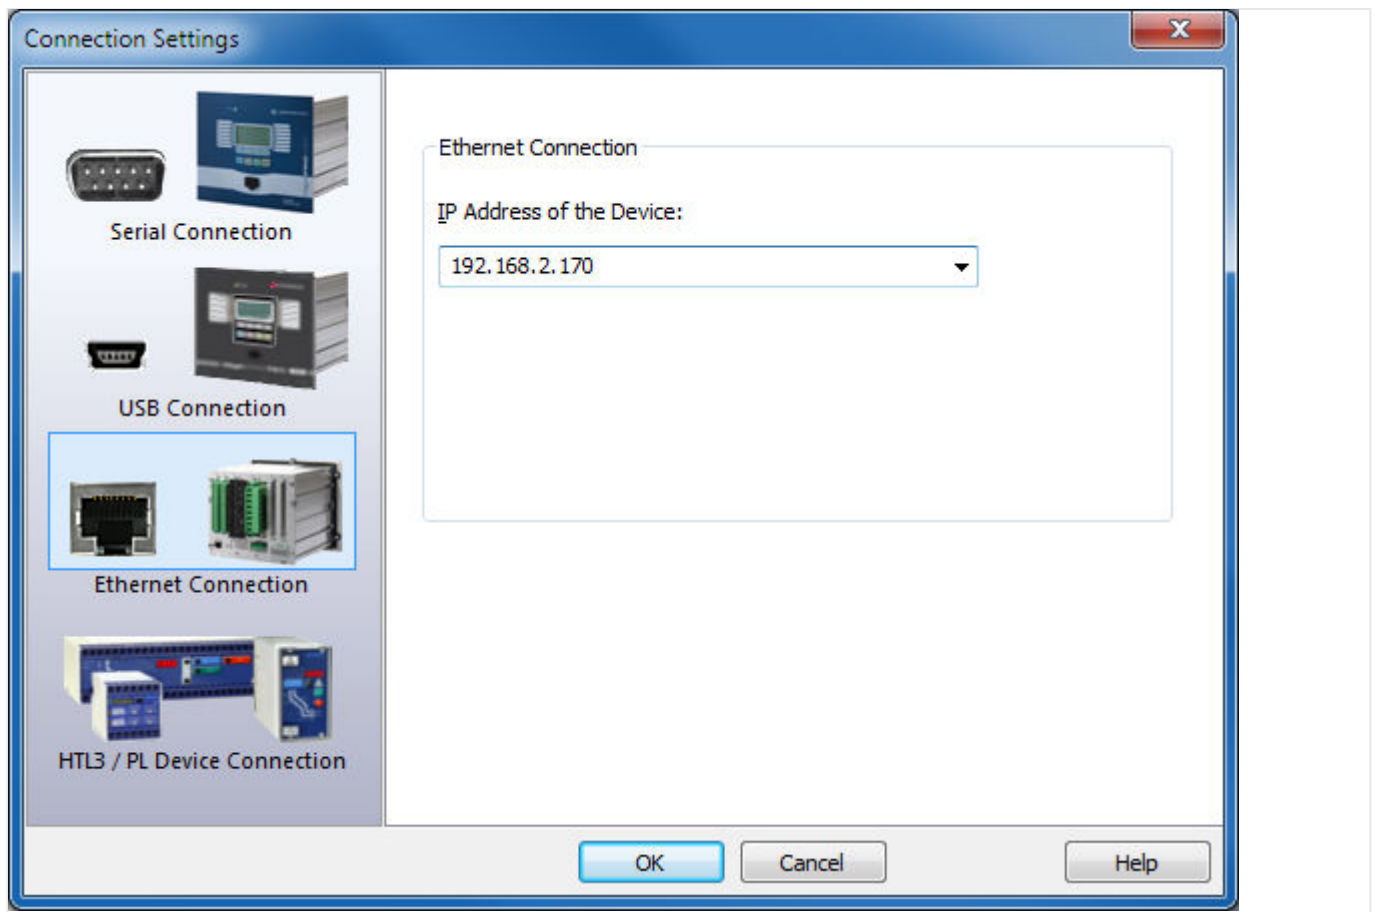 Connection Settings
Serial Connection
USB Connection
Ethernet Connection
HTL3 / PL Device Connection
Ethernet Connection
IP Address of the Device:
192.168.2.170
OK
Cancel
Help